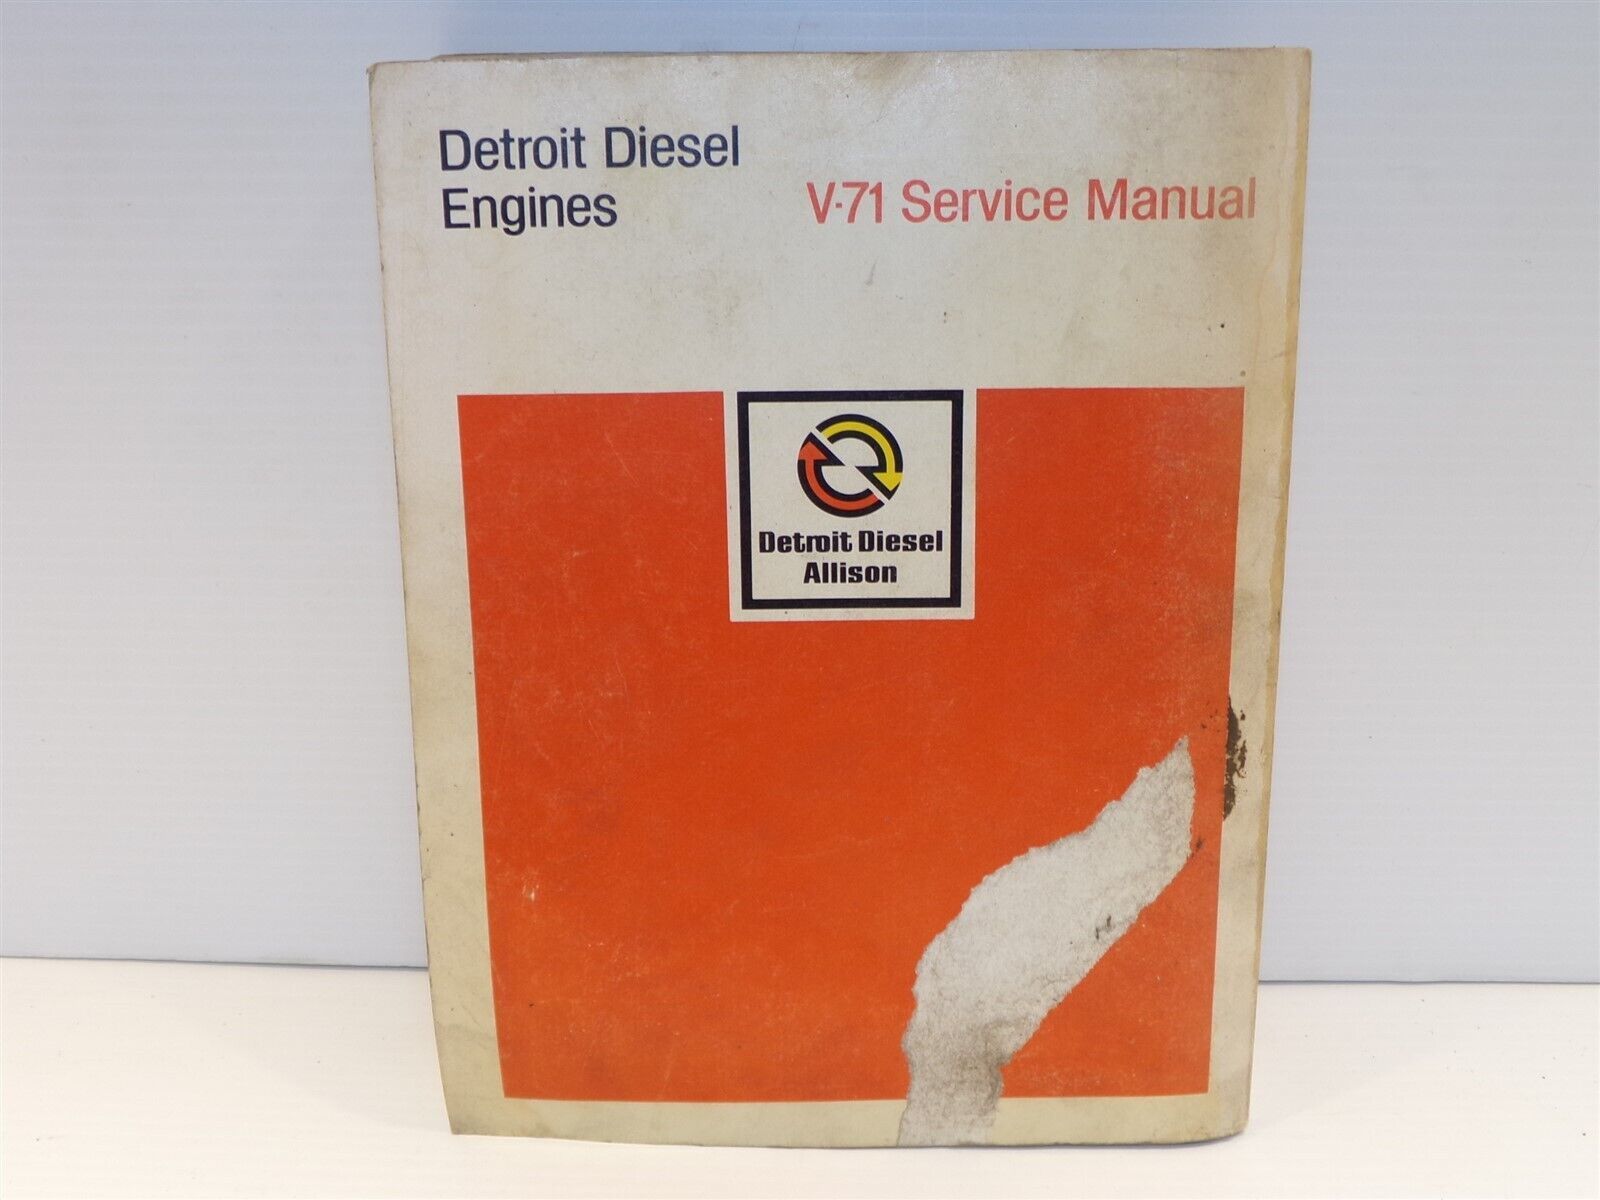 Detroit Diesel
Engines
V-71 Service Manual
Detroit Diesel
Allison